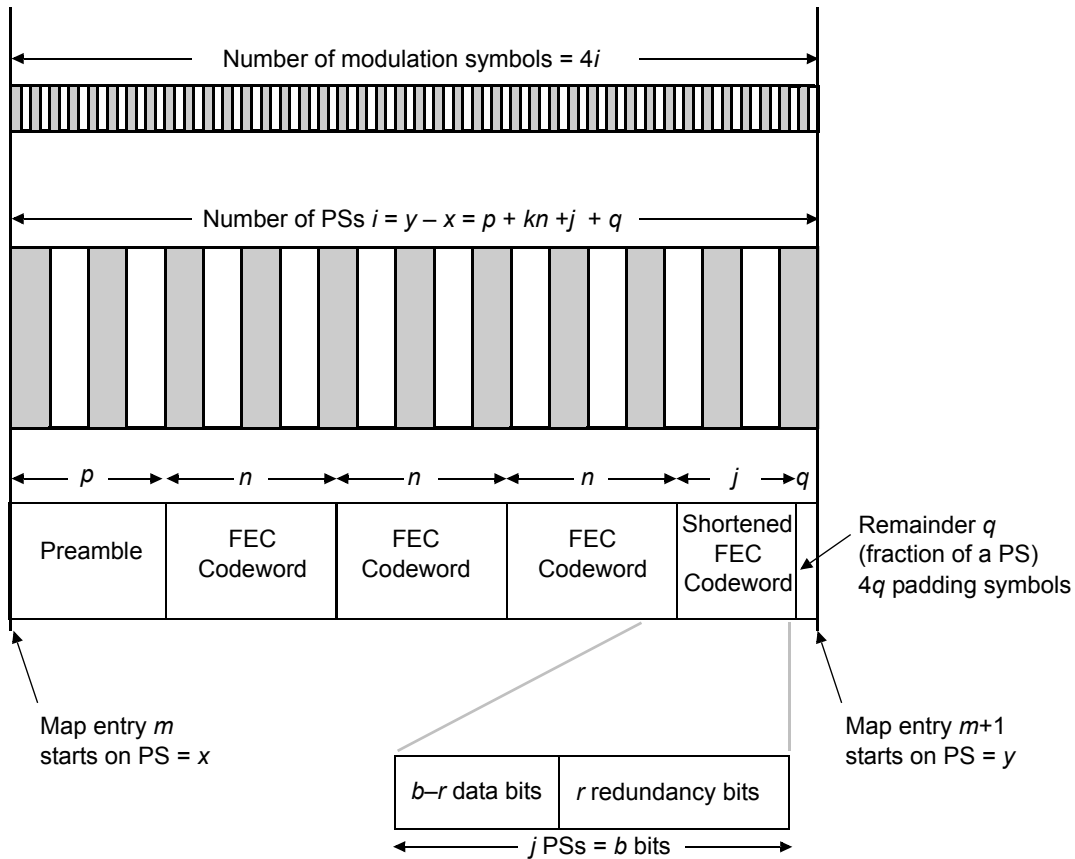 Number of modulation symbols = 4i
Number of PSs i = y – x = p + kn +j + q
p
n
n
n
j
q
Preamble
FEC
Codeword
FEC
Codeword
FEC
Codeword
Shortened
FEC
Codeword
Remainder q
(fraction of a PS)
4q padding symbols
Map entry m
starts on PS = x
Map entry m+1
starts on PS = y
b–r data bits
r redundancy bits
j PSs = b bits